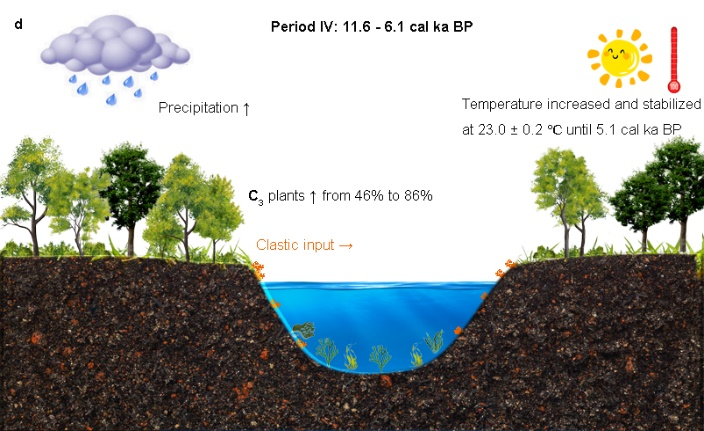 d
Period IV: 11.6 - 6.1 cal ka BP
Precipitation ↑
Temperature increased and stabilized
at 23.0 ± 0.2 ℃ until 5.1 cal ka BP
C₃ plants ↑ from 46% to 86%
Clastic input →